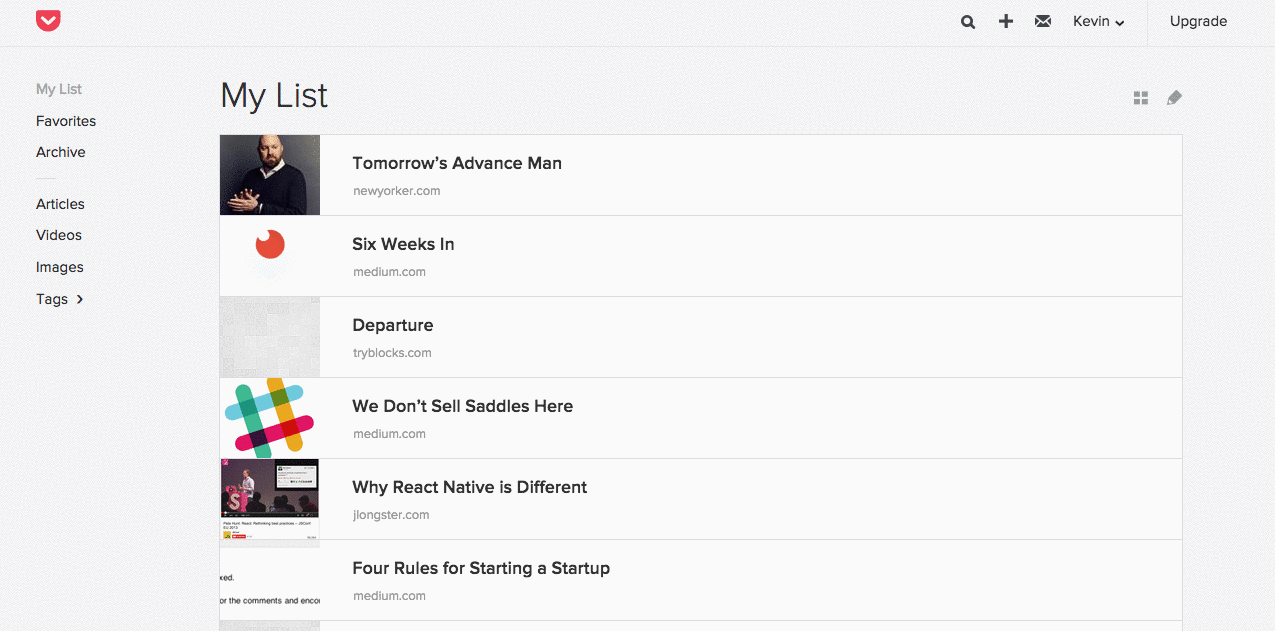 Kevin
Upgrade
My List
Favorites
Archive
Articles
Videos
Images
Tags
My List
Tomorrow’s Advance Man
newyorker.com
Six Weeks In
medium.com
Departure
tryblocks.com
We Don’t Sell Saddles Here
medium.com
Why React Native is Different
jlongster.com
Pete Hunt: React: Rethinking best practices -- JSConf
EU 2013
Four Rules for Starting a Startup
medium.com
xed.
or the comments and encou